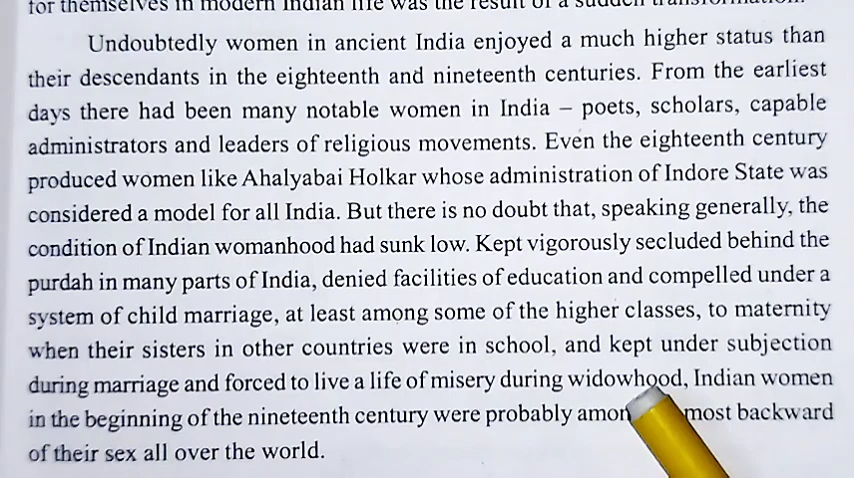 for themselves in modern Indian life was the result of a sudden transformation.
Undoubtedly women in ancient India enjoyed a much higher status than
their descendants in the eighteenth and nineteenth centuries. From the earliest
days there had been many notable women in India – poets, scholars, capable
administrators and leaders of religious movements. Even the eighteenth century
produced women like Ahalyabai Holkar whose administration of Indore State was
considered a model for all India. But there is no doubt that, speaking generally, the
condition of Indian womanhood had sunk low. Kept vigorously secluded behind the
purdah in many parts of India, denied facilities of education and compelled under a
system of child marriage, at least among some of the higher classes, to maternity
when their sisters in other countries were in school, and kept under subjection
during marriage and forced to live a life of misery during widowhood, Indian women
in the beginning of the nineteenth century were probably most backward
of their sex all over the world.